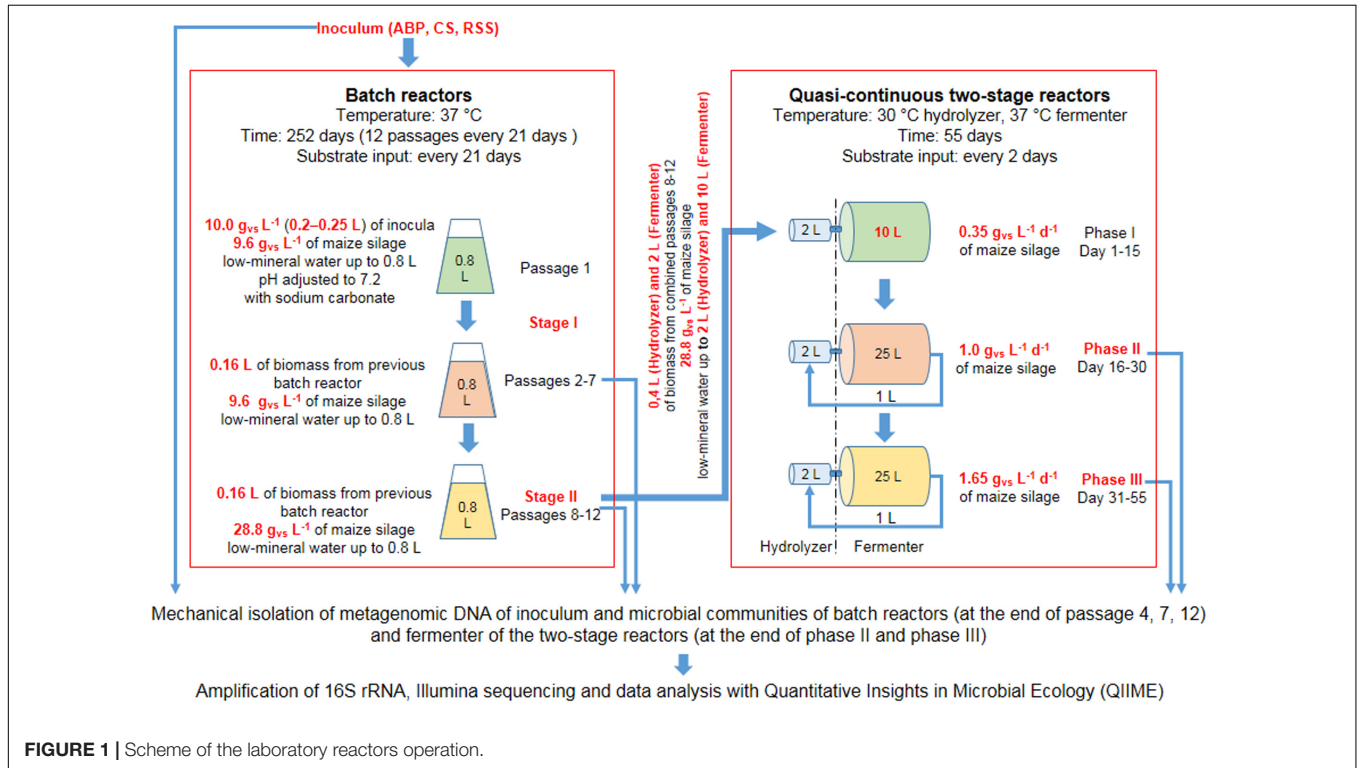 Inoculum (ABP, CS, RSS)
Batch reactors
Temperature: 37 °C
Time: 252 days (12 passages every 21 days )
Substrate input: every 21 days
10.0 gvs L-1 (0.2–0.25 L) of inocula
9.6 gvs L-1 of maize silage
low-mineral water up to 0.8 L
pH adjusted to 7.2
with sodium carbonate
0.8
L
Passage 1
Stage I
0.16 L of biomass from previous
batch reactor
9.6 gvs L-1 of maize silage
low-mineral water up to 0.8 L
0.8
L
Passages 2-7
0.16 L of biomass from previous
batch reactor
28.8 gvs L-1 of maize silage
low-mineral water up to 0.8 L
0.8
L
Stage II
Passages 8-12
0,4 L (Hydrolyzer) and 2 L (Fermenter)
of biomass from combined passages 8-12
28.8 gvs L-1 of maize silage
low-mineral water up to 2 L (Hydrolyzer) and 10 L (Fermenter)
Quasi-continuous two-stage reactors
Temperature: 30 °C hydrolyzer, 37 °C fermenter
Time: 55 days
Substrate input: every 2 days
2 L
10 L
0.35 gvs L-1 d-1
of maize silage
Phase I
Day 1-15
2 L
25 L
1 L
1.0 gvs L-1 d-1
of maize silage
Phase II
Day 16-30
2 L
25 L
1 L
1.65 gvs L-1 d-1
of maize silage
Phase III
Day 31-55
Hydrolyzer
Fermenter
Mechanical isolation of metagenomic DNA of inoculum and microbial communities of batch reactors (at the end of passage 4, 7, 12)
and fermenter of the two-stage reactors (at the end of phase II and phase III)
Amplification of 16S rRNA, Illumina sequencing and data analysis with Quantitative Insights in Microbial Ecology (QIIME)
FIGURE 1 | Scheme of the laboratory reactors operation.